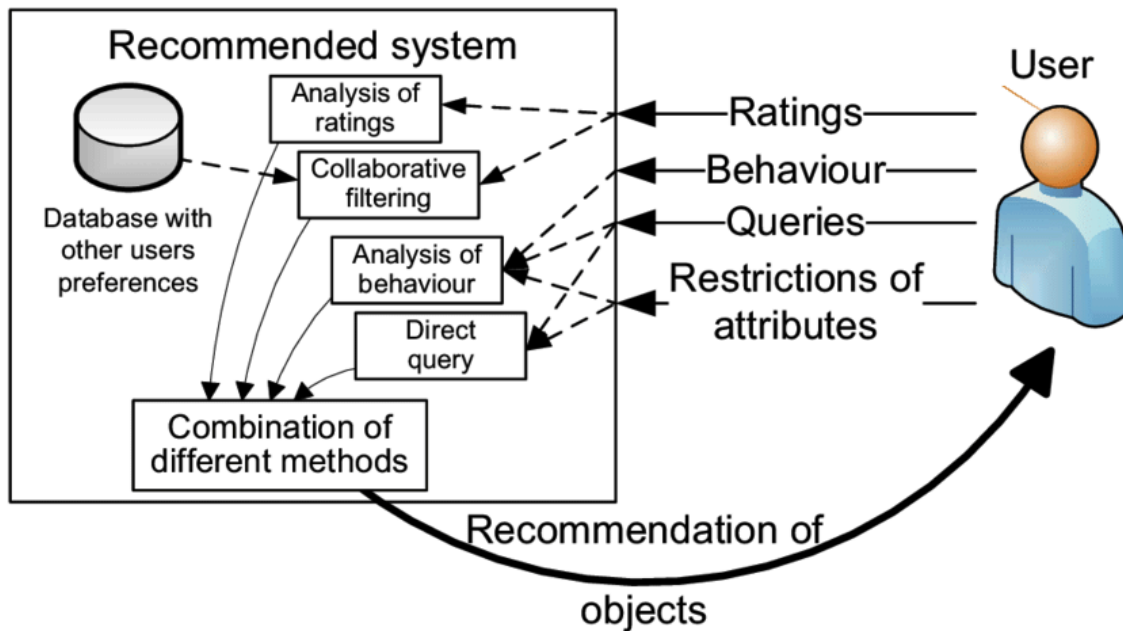 Recommended system
Analysis of
ratings
Collaborative
filtering
Database with
other users
preferences
Analysis of
behaviour
Direct
query
Combination of
different methods
User
Ratings
Behaviour
Queries
Restrictions of
attributes
Recommendation of
objects